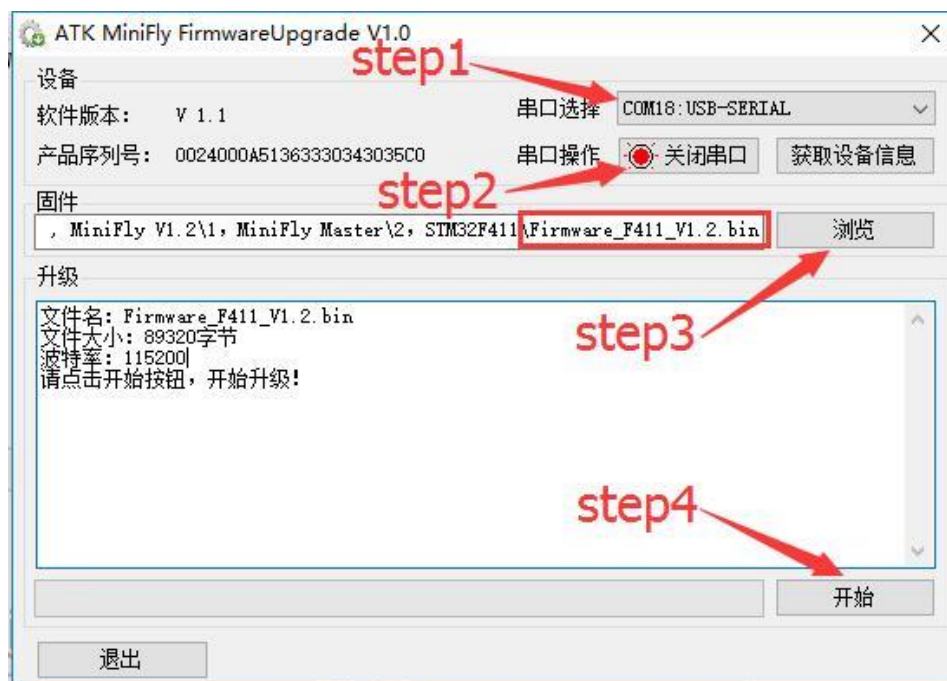 ATK MiniFly FirmwareUpgrade V1.0
step1
设备
软件版本： V 1.1
串口选择 COM18:USB-SERIAL
产品序列号： 0024000A51363330343035C0
串口操作 关闭串口 获取设备信息
step2
固件
, MiniFly V1.2\1，MiniFly Master\2，STM32F411\Firmware_F411_V1.2.bin 浏览
升级
step3
文件名：Firmware_F411_V1.2.bin
文件大小：89320字节
波特率：115200
请点击开始按钮，开始升级！
step4
开始
退出